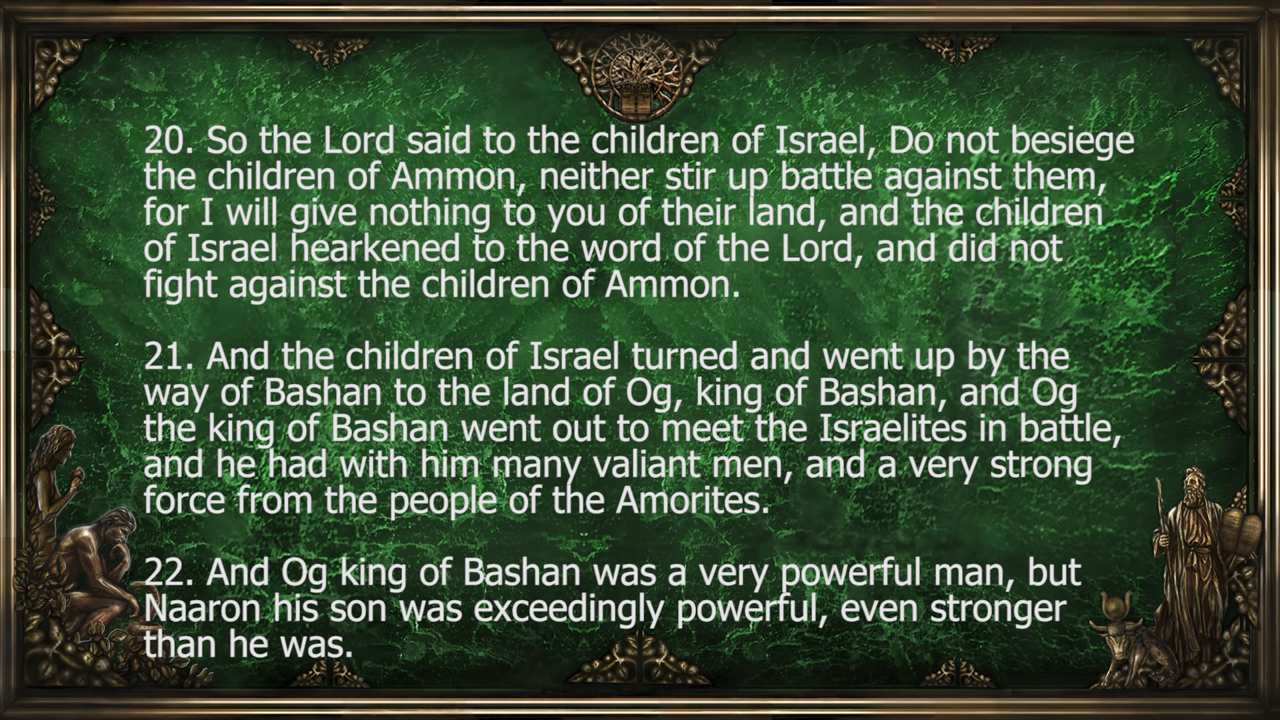 20. So the Lord said to the children of Israel, Do not besiege
the children of Ammon, neither stir up battle against them,
for I will give nothing to you of their land, and the children
of Israel hearkened to the word of the Lord, and did not
fight against the children of Ammon.
21. And the children of Israel turned and went up by the
way of Bashan to the land of Og, king of Bashan, and Og
the king of Bashan went out to meet the Israelites in battle,
and he had with him many valiant men, and a very strong
force from the people of the Amorites.
22. And Og king of Bashan was a very powerful man, but
Naaron his son was exceedingly powerful, even stronger
than he was.